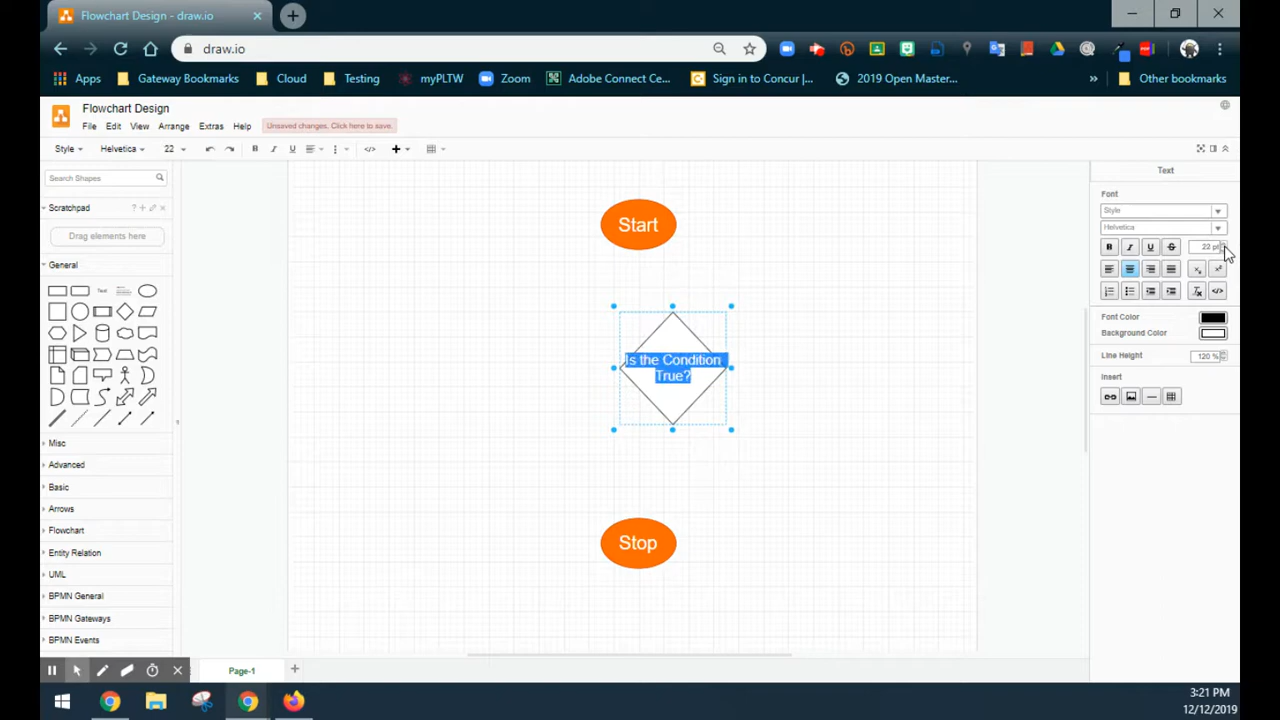 Flowchart Design - draw.io
draw.io
Apps Gateway Bookmarks Cloud Testing myPLTW Zoom Adobe Connect Ce... Sign in to Concur |... 2019 Open Master... » Other bookmarks
Flowchart Design
File Edit View Arrange Extras Help Unsaved changes. Click here to save.
Style Helvetica 22
Search Shapes
Scratchpad
Drag elements here
General
Text
Misc
Advanced
Basic
Arrows
Flowchart
Entity Relation
UML
BPMN General
BPMN Gateways
BPMN Events
Start
Is the Condition
True?
Stop
Text
Font
Style
Helvetica
22 pt
Font Color
Background Color
Line Height 120 %
Insert
Page-1
3:21 PM
12/12/2019